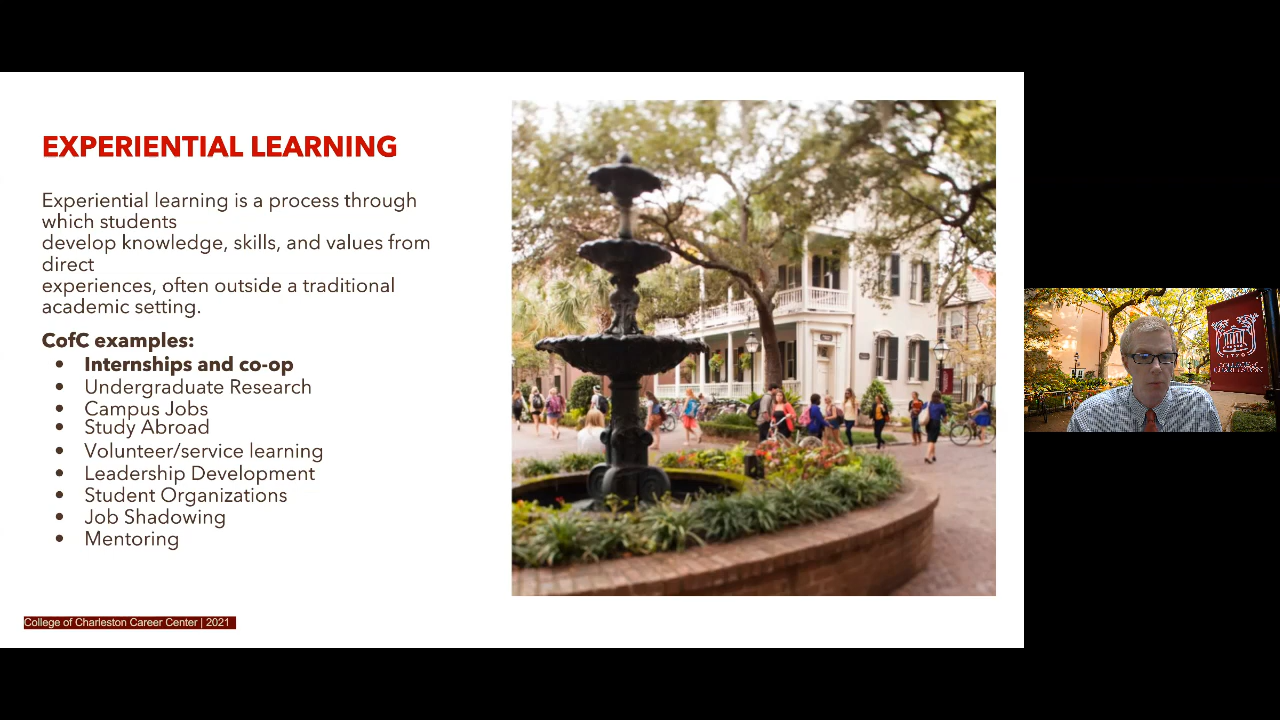 EXPERIENTIAL LEARNING
Experiential learning is a process through
which students
develop knowledge, skills, and values from
direct
experiences, often outside a traditional
academic setting.
CofC examples:
• Internships and co-op
• Undergraduate Research
• Campus Jobs
• Study Abroad
• Volunteer/service learning
• Leadership Development
• Student Organizations
• Job Shadowing
• Mentoring
College of Charleston Career Center | 2021